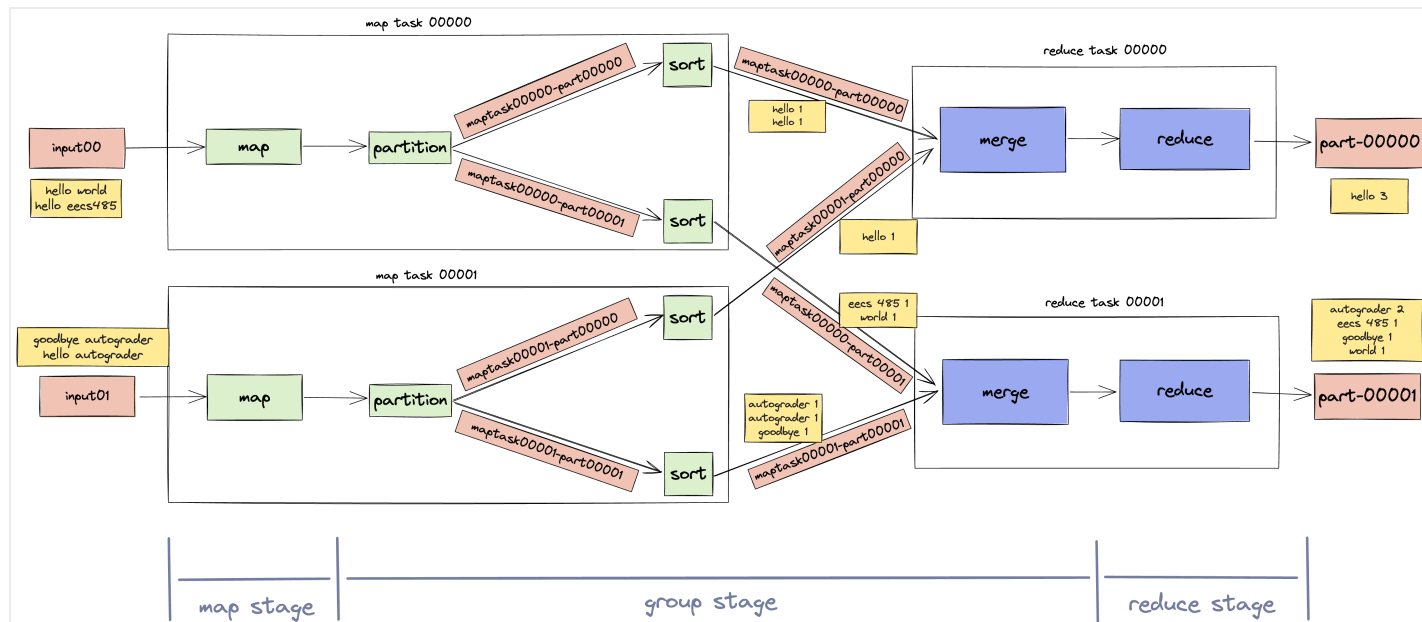 map task 00000
input00
hello world
hello eecs485
map
partition
maptask00000-part00000
maptask00000-part00001
sort
sort
maptask00000-part00000
hello 1
hello 1
maptask00001-part00000
hello 1
reduce task 00000
merge
reduce
part-00000
hello 3
map task 00001
goodbye autograder
hello autograder
input01
map
partition
maptask00001-part00000
maptask00001-part00001
sort
sort
maptask00000-part00001
eecs 485 1
world 1
autograder 1
autograder 1
goodbye 1
maptask00001-part00001
reduce task 00001
merge
reduce
autograder 2
eecs 485 1
goodbye 1
world 1
part-00001
map stage
group stage
reduce stage